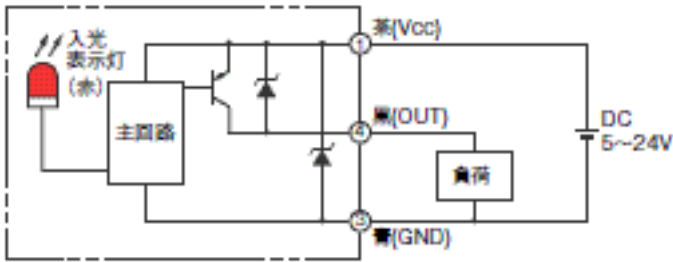 入光
表示灯
(赤)
主回路
①
茶(Vcc)
④
黒(OUT)
負荷
DC
5〜24V
③
青(GND)